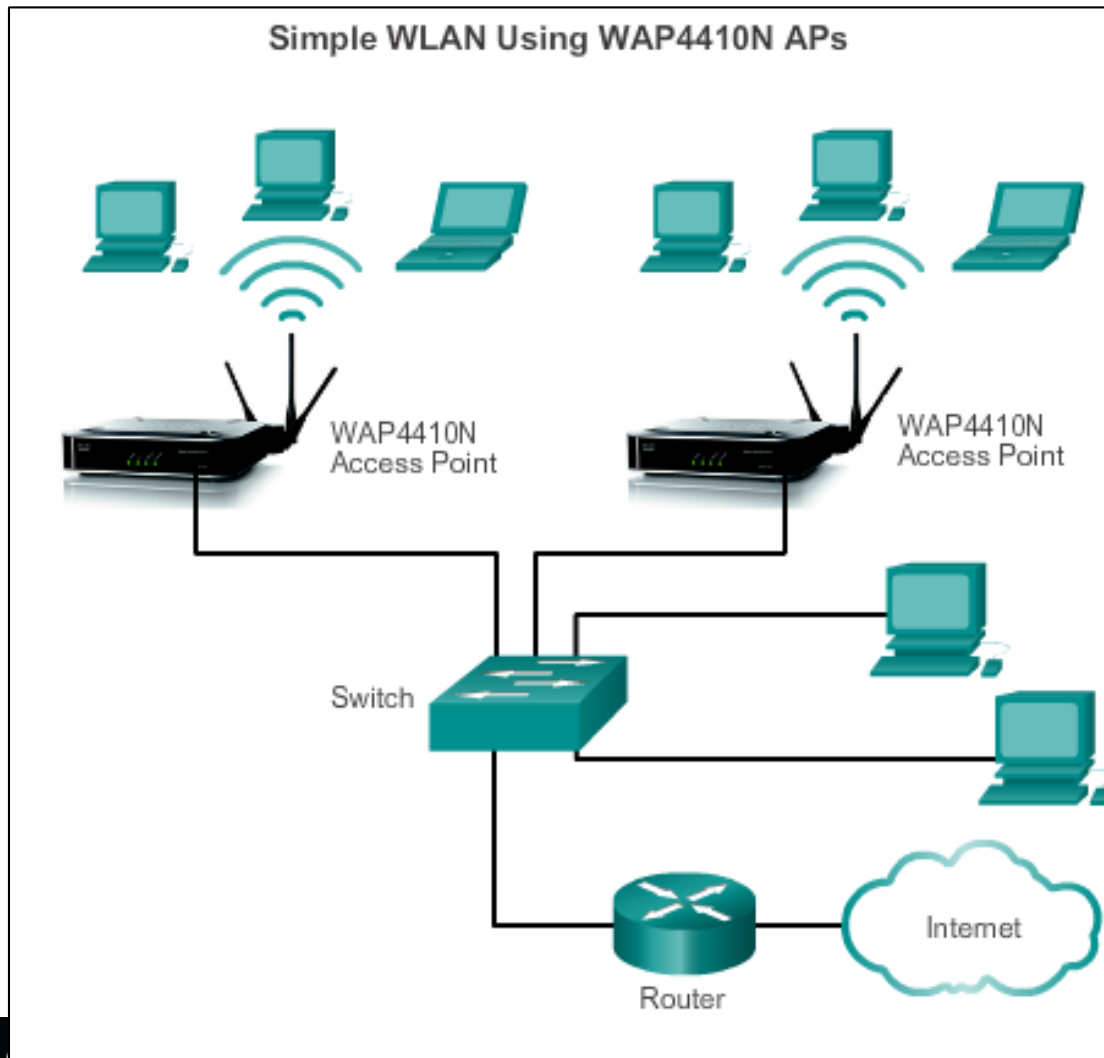 Simple WLAN Using WAP4410N APs
WAP4410N
Access Point
WAP4410N
Access Point
Switch
Internet
Router